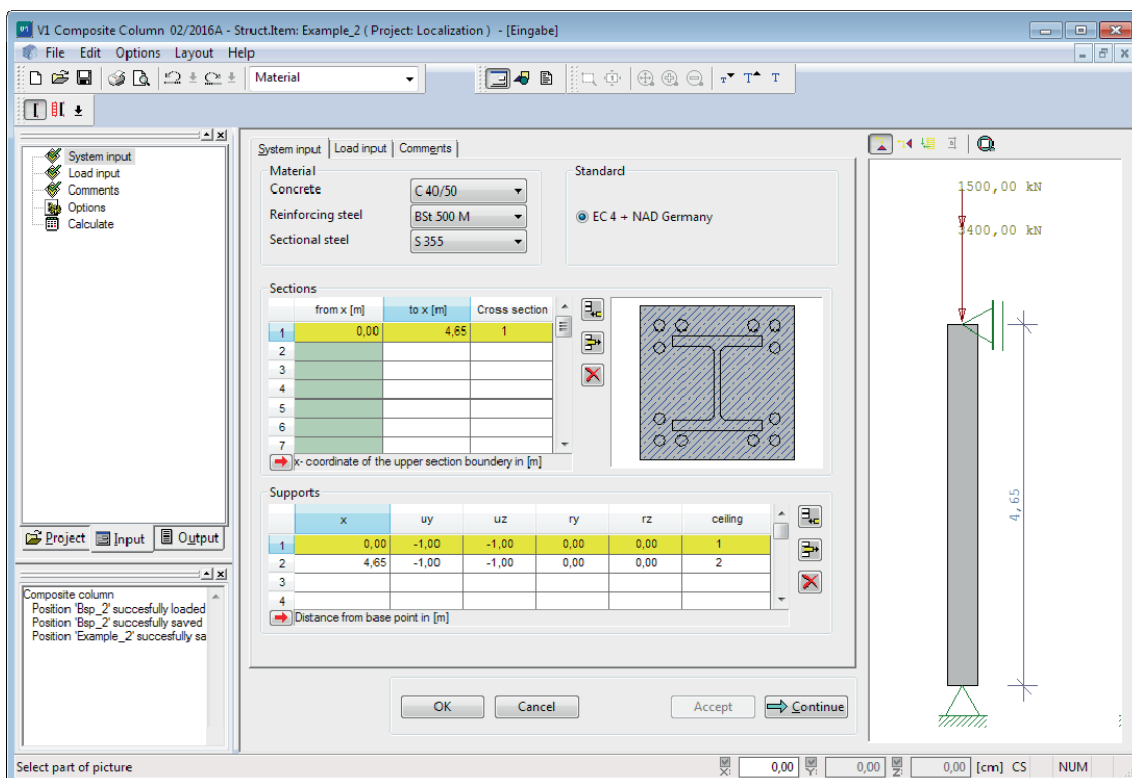 V1 Composite Column 02/2016A - Struct.Item: Example_2 ( Project: Localization ) - [Eingabe]
File Edit Options Layout Help
Material
System input
Load input
Comments
Options
Calculate
Project Input Output
Composite column
Position 'Bsp_2' succesfully loaded
Position 'Bsp_2' succesfully saved
Position 'Example_2' succesfully sa
System input Load input Comments
Material
Concrete C 40/50
Reinforcing steel BSt 500 M
Sectional steel S 355
Standard
EC 4 + NAD Germany
Sections
from x [m] to x [m] Cross section
1 0,00 4,65 1
2
3
4
5
6
7
x- coordinate of the upper section boundery in [m]
Supports
x uy uz ry rz ceiling
1 0,00 -1,00 -1,00 0,00 0,00 1
2 4,65 -1,00 -1,00 0,00 0,00 2
3
4
Distance from base point in [m]
OK Cancel Accept Continue
1500,00 kN
3400,00 kN
4,65
Select part of picture
X: 0,00 Y: 0,00 Z: 0,00 [cm] CS NUM